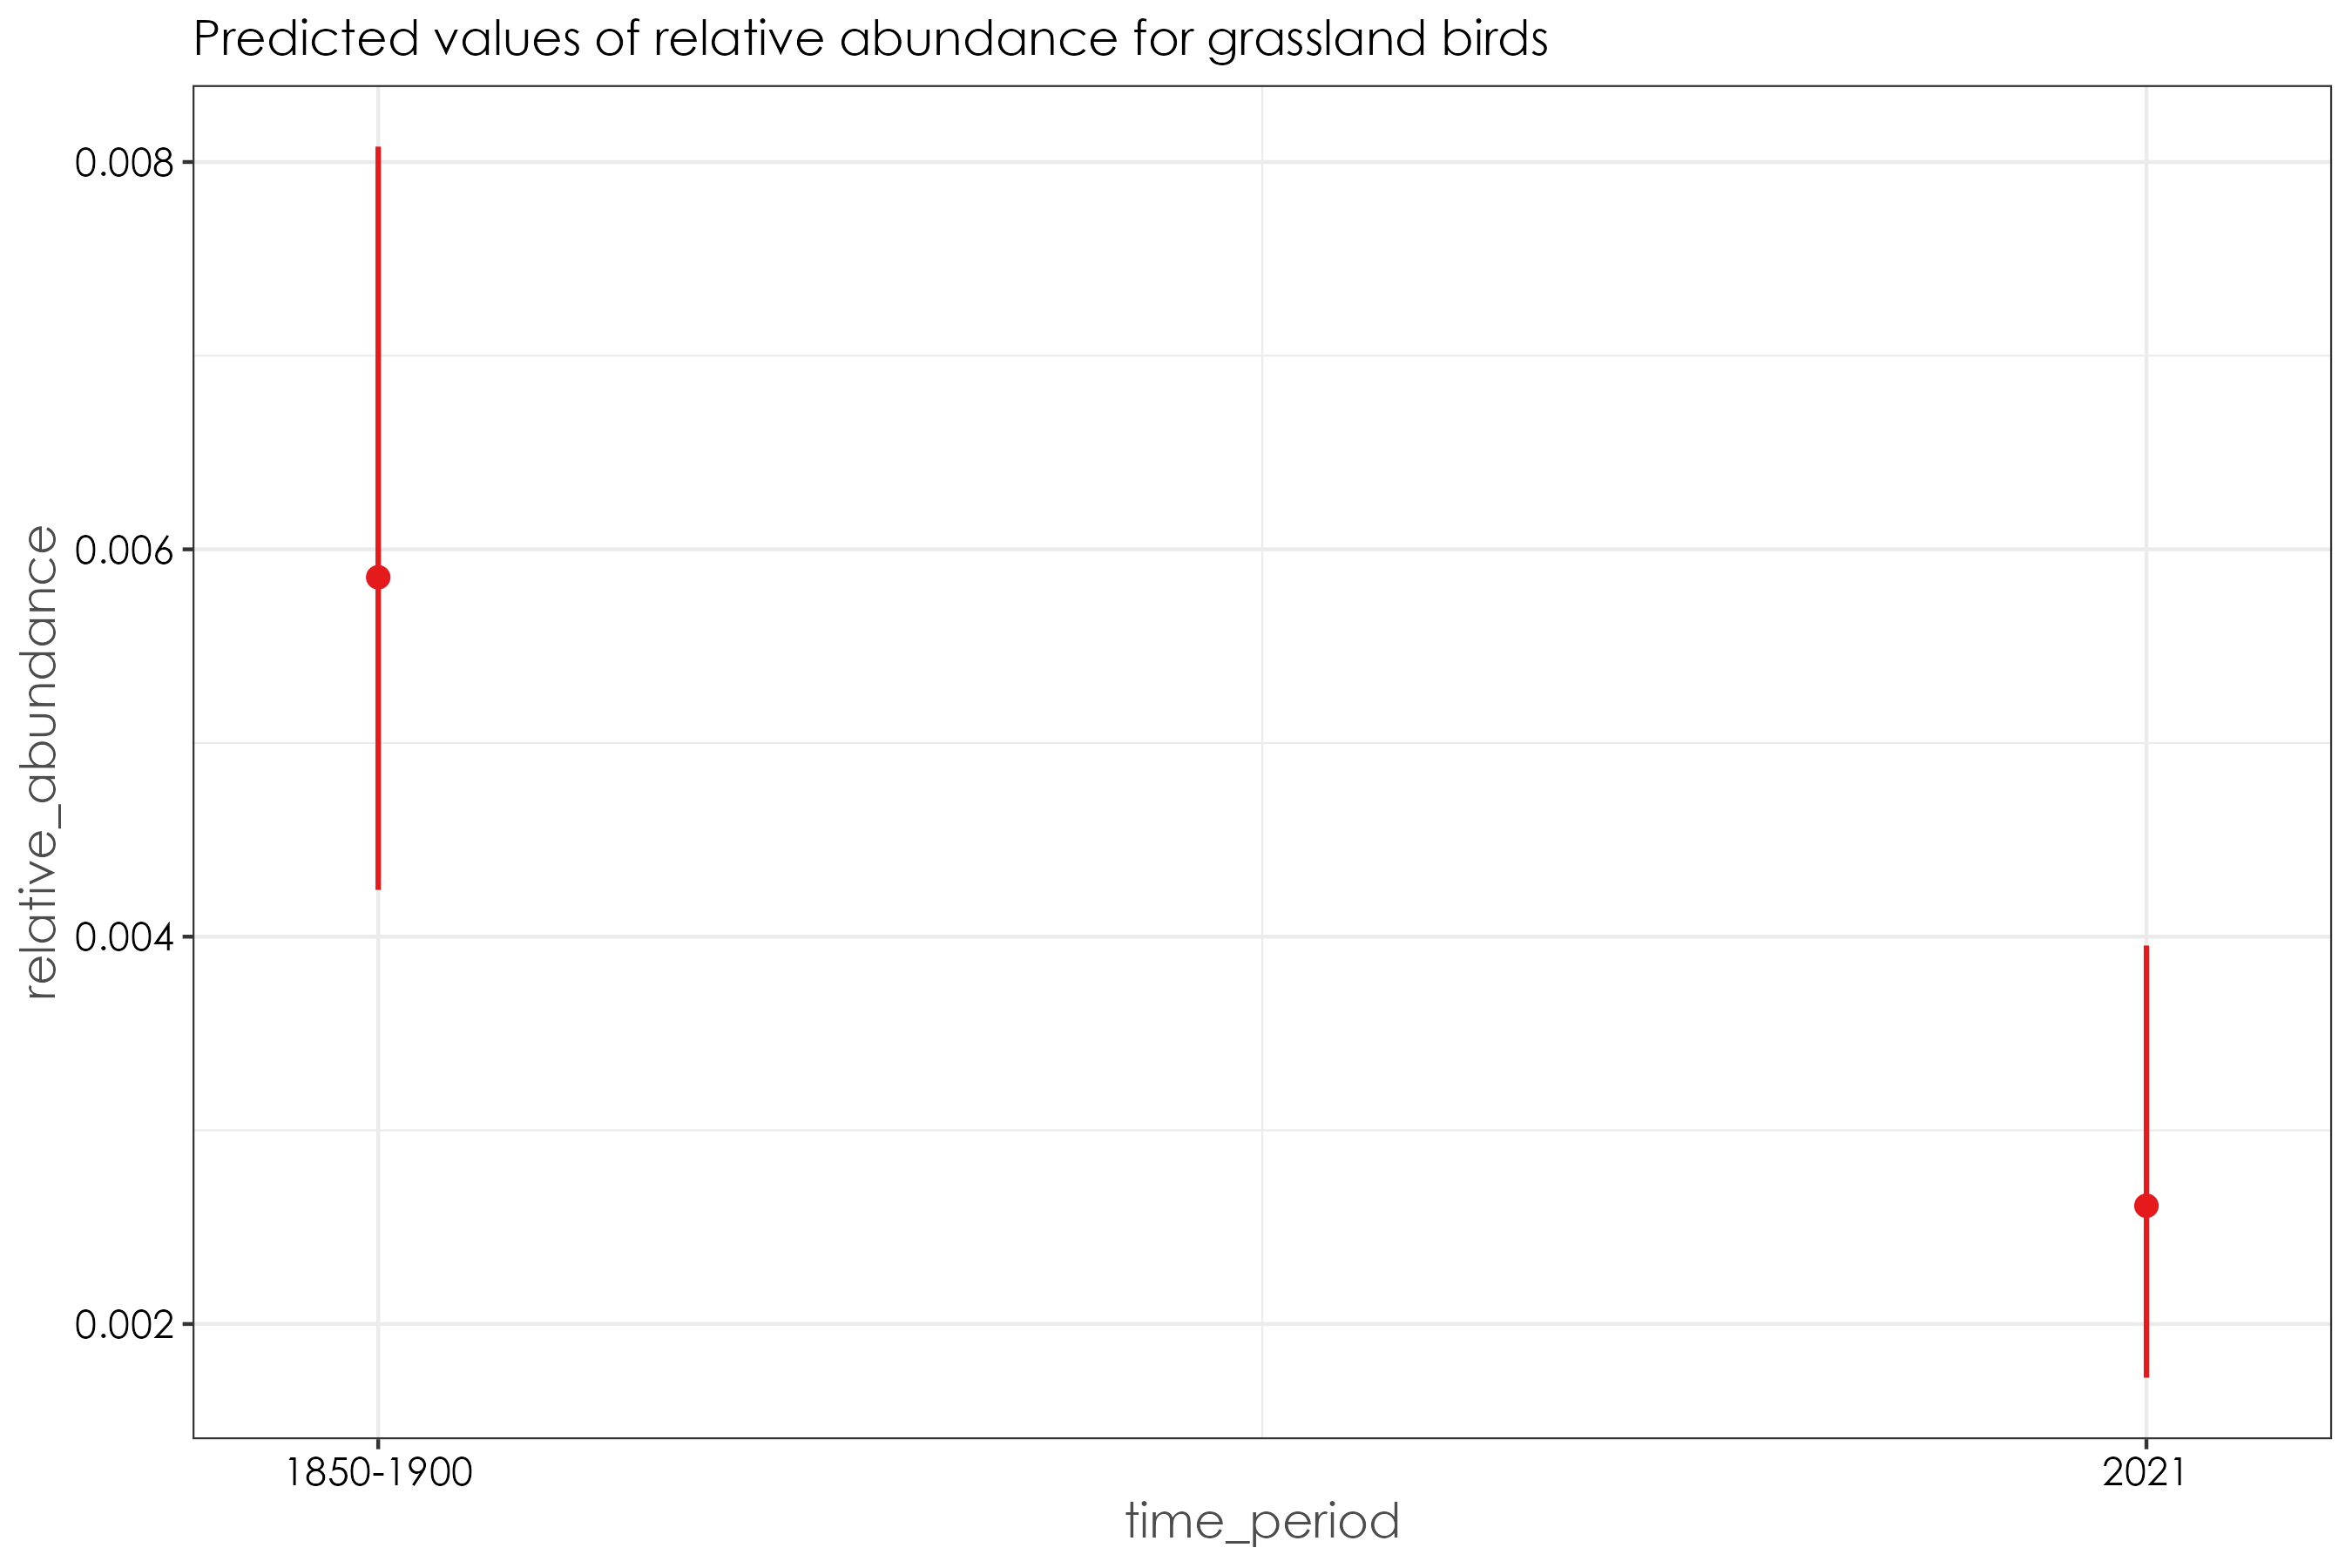 Predicted values of relative abundance for grassland birds
relative_abundance
0.008
0.006
0.004
0.002
1850-1900
2021
time_period